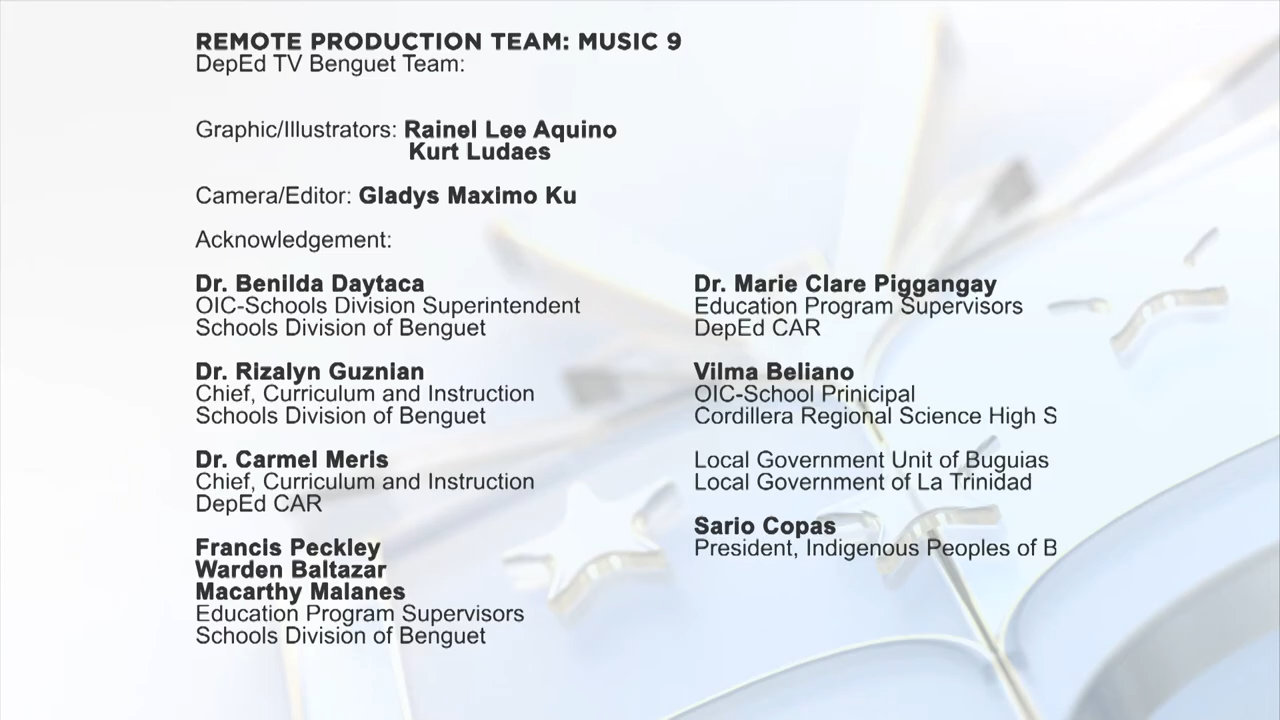 REMOTE PRODUCTION TEAM: MUSIC 9
DepEd TV Benguet Team:
Graphic/Illustrators: Rainel Lee Aquino
Kurt Ludaes
Camera/Editor: Gladys Maximo Ku
Acknowledgement:
Dr. Benilda Daytaca
OIC-Schools Division Superintendent
Schools Division of Benguet
Dr. Rizalyn Guznian
Chief, Curriculum and Instruction
Schools Division of Benguet
Dr. Carmel Meris
Chief, Curriculum and Instruction
DepEd CAR
Francis Peckley
Warden Baltazar
Macarthy Malanes
Education Program Supervisors
Schools Division of Benguet
Dr. Marie Clare Piggangay
Education Program Supervisors
DepEd CAR
Vilma Beliano
OIC-School Prinicipal
Cordillera Regional Science High S
Local Government Unit of Buguias
Local Government of La Trinidad
Sario Copas
President, Indigenous Peoples of B